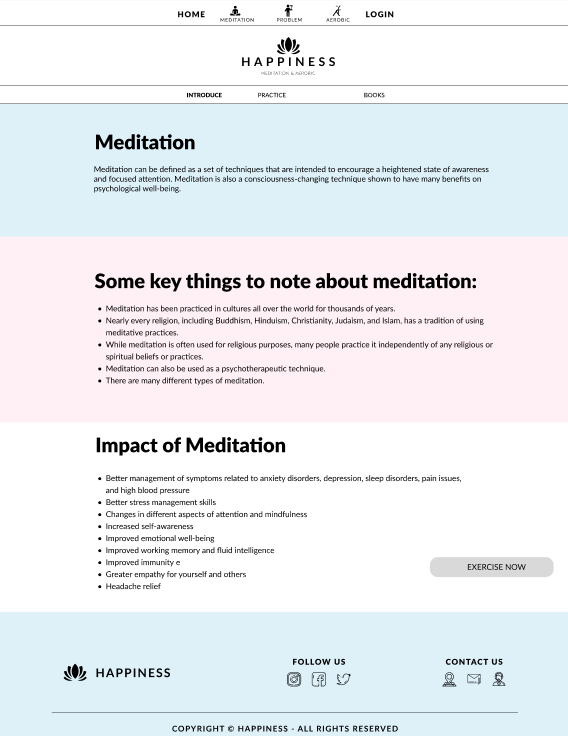 HOME MEDITATION PROBLEM AEROBIC LOGIN
HAPPINESS
MEDITATION & AEROBIC
INTRODUCE PRACTICE BOOKS
Meditation
Meditation can be defined as a set of techniques that are intended to encourage a heightened state of awareness
and focused attention. Meditation is also a consciousness-changing technique shown to have many benefits on
psychological well-being.
Some key things to note about meditation:
• Meditation has been practiced in cultures all over the world for thousands of years.
• Nearly every religion, including Buddhism, Hinduism, Christianity, Judaism, and Islam, has a tradition of using
meditative practices.
• While meditation is often used for religious purposes, many people practice it independently of any religious or
spiritual beliefs or practices.
• Meditation can also be used as a psychotherapeutic technique.
• There are many different types of meditation.
Impact of Meditation
• Better management of symptoms related to anxiety disorders, depression, sleep disorders, pain issues,
and high blood pressure
• Better stress management skills
• Changes in different aspects of attention and mindfulness
• Increased self-awareness
• Improved emotional well-being
• Improved working memory and fluid intelligence
• Improved immunity e
• Greater empathy for yourself and others
• Headache relief
EXERCISE NOW
HAPPINESS
FOLLOW US
CONTACT US
COPYRIGHT © HAPPINESS - ALL RIGHTS RESERVED